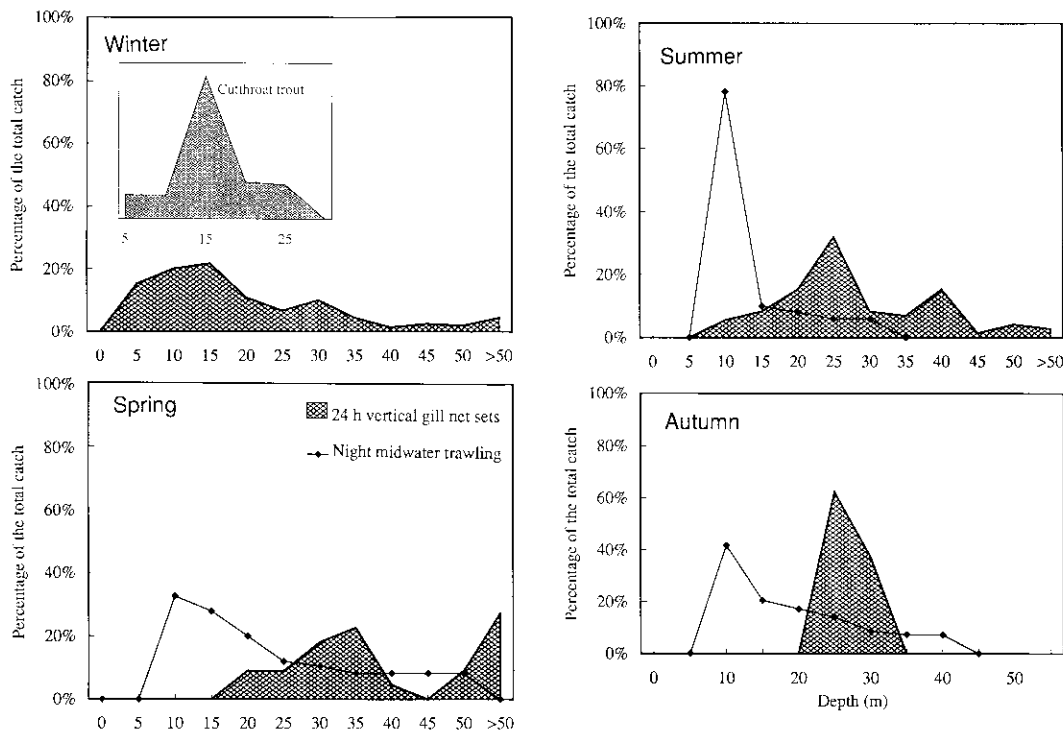 100%
80%
60%
40%
20%
0%
Percentage of the total catch
Winter
Cutthroat trout
5 15 25
0 5 10 15 20 25 30 35 40 45 50 >50
100%
80%
60%
40%
20%
0%
Percentage of the total catch
Summer
0 5 10 15 20 25 30 35 40 45 50 >50
100%
80%
60%
40%
20%
0%
Percentage of the total catch
Spring
24 h vertical gill net sets
Night midwater trawling
0 5 10 15 20 25 30 35 40 45 50 >50
100%
80%
60%
40%
20%
0%
Percentage of the total catch
Autumn
0 10 20 30 40 50
Depth (m)